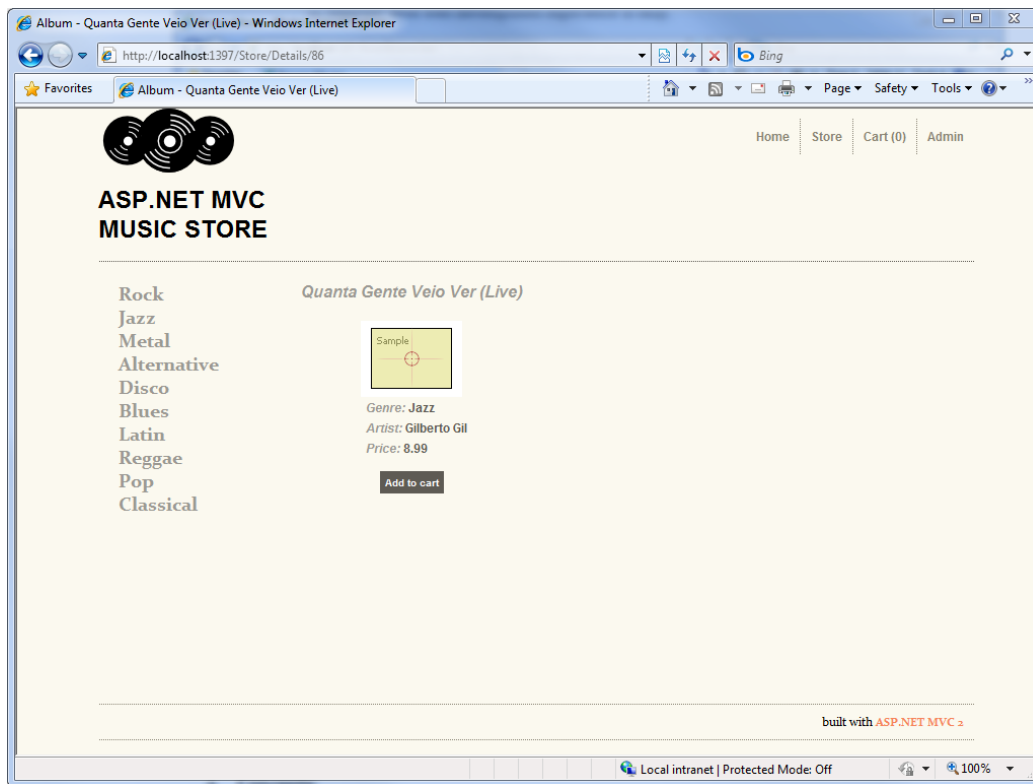 Album - Quanta Gente Veio Ver (Live) - Windows Internet Explorer
http://localhost:1397/Store/Details/86
Bing
Favorites
Album - Quanta Gente Veio Ver (Live)
Page Safety Tools
Home Store Cart (0) Admin
ASP.NET MVC
MUSIC STORE
Rock
Jazz
Metal
Alternative
Disco
Blues
Latin
Reggae
Pop
Classical
Quanta Gente Veio Ver (Live)
Sample
Genre: Jazz
Artist: Gilberto Gil
Price: 8.99
Add to cart
built with ASP.NET MVC 2
Local intranet | Protected Mode: Off
100%